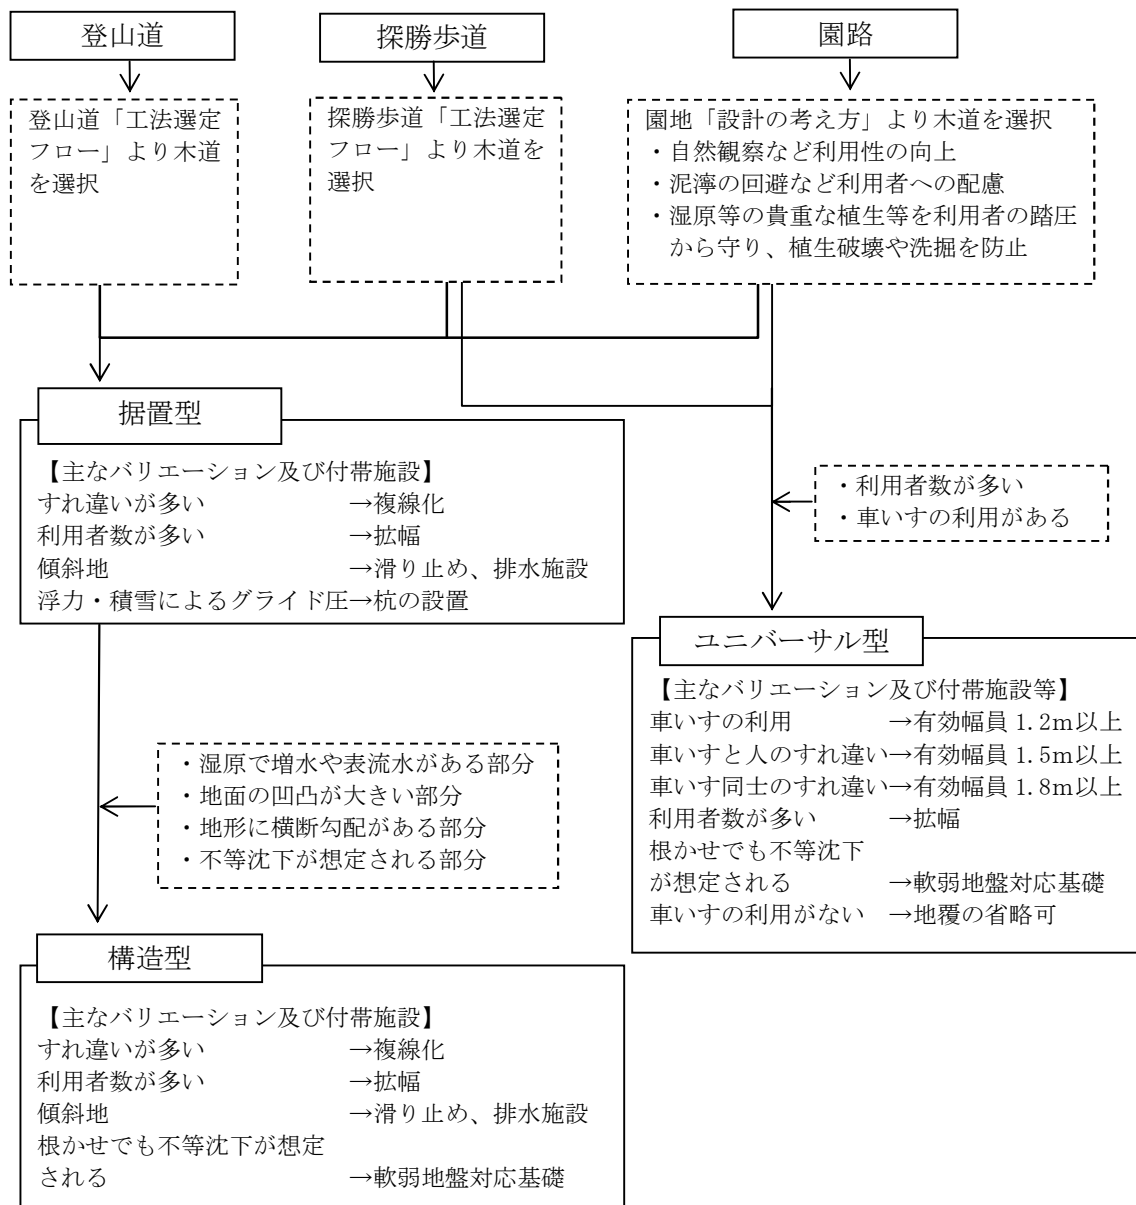 登山道
探勝歩道
園路
登山道「工法選定
フロー」より木道
を選択
探勝歩道「工法選定
フロー」より木道を
選択
園地「設計の考え方」より木道を選択
・自然観察など利用性の向上
・泥濘の回避など利用者への配慮
・湿原等の貴重な植生等を利用者の踏圧
から守り、植生破壊や洗掘を防止
据置型
【主なバリエーション及び付帯施設】
すれ違いが多い →複線化
利用者数が多い →拡幅
傾斜地 →滑り止め、排水施設
浮力・積雪によるグライド圧→杭の設置
・利用者数が多い
・車いすの利用がある
ユニバーサル型
【主なバリエーション及び付帯施設等】
車いすの利用 →有効幅員 1.2m以上
車いすと人のすれ違い→有効幅員 1.5m以上
車いす同士のすれ違い→有効幅員 1.8m以上
利用者数が多い →拡幅
根かせでも不等沈下
が想定される →軟弱地盤対応基礎
車いすの利用がない →地覆の省略可
・湿原で増水や表流水がある部分
・地面の凹凸が大きい部分
・地形に横断勾配がある部分
・不等沈下が想定される部分
構造型
【主なバリエーション及び付帯施設】
すれ違いが多い →複線化
利用者数が多い →拡幅
傾斜地 →滑り止め、排水施設
根かせでも不等沈下が想定
される →軟弱地盤対応基礎